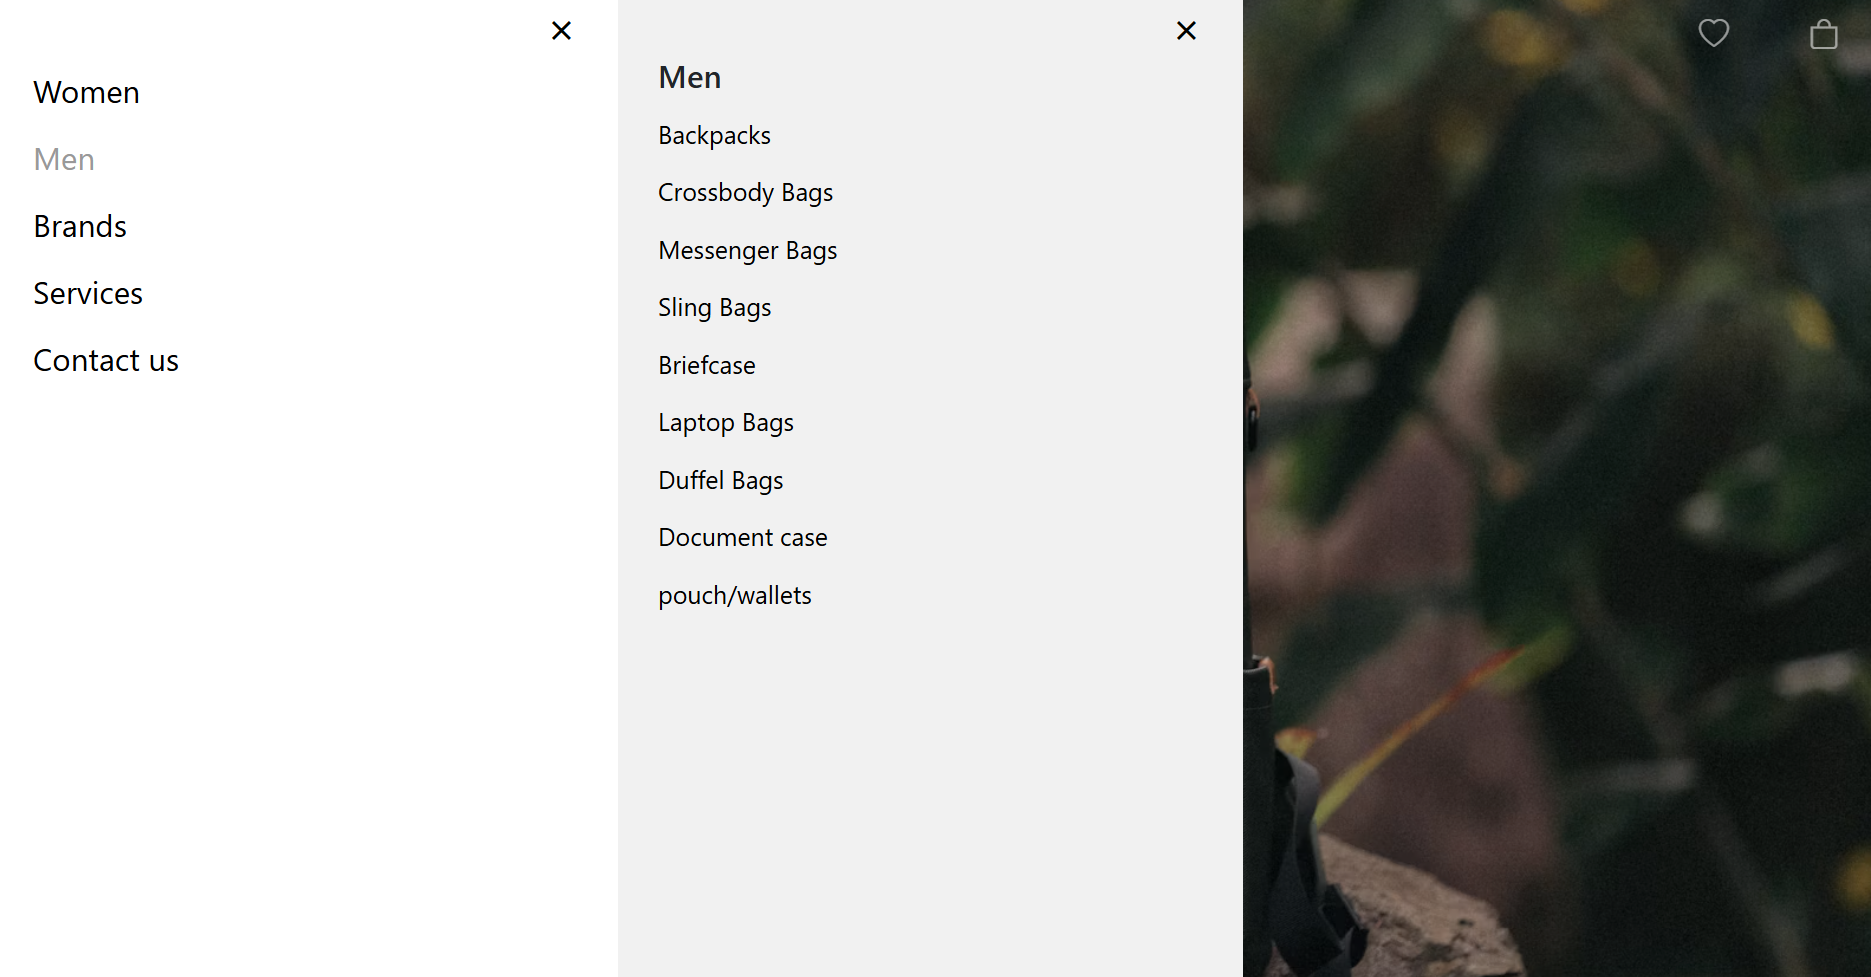 Women
Men
Brands
Services
Contact us
Men
Backpacks
Crossbody Bags
Messenger Bags
Sling Bags
Briefcase
Laptop Bags
Duffel Bags
Document case
pouch/wallets